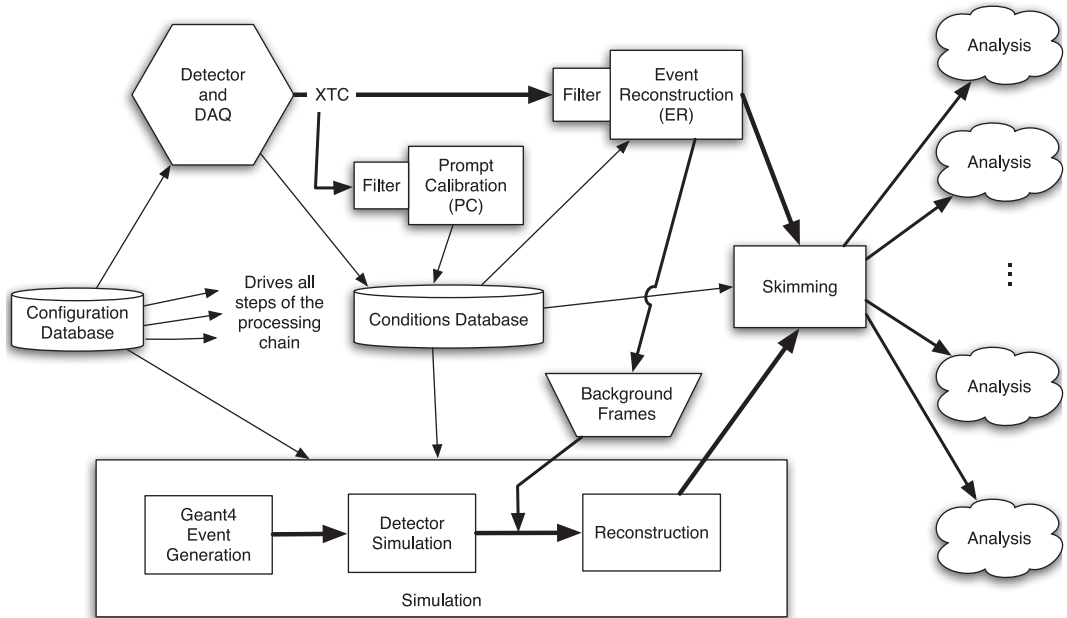 Detector
and
DAQ
XTC
Filter
Event
Reconstruction
(ER)
Analysis
Filter
Prompt
Calibration
(PC)
Analysis
Configuration
Database
Drives all
steps of the
processing
chain
Conditions Database
Skimming
...
Background
Frames
Analysis
Geant4
Event
Generation
Detector
Simulation
Reconstruction
Analysis
Simulation